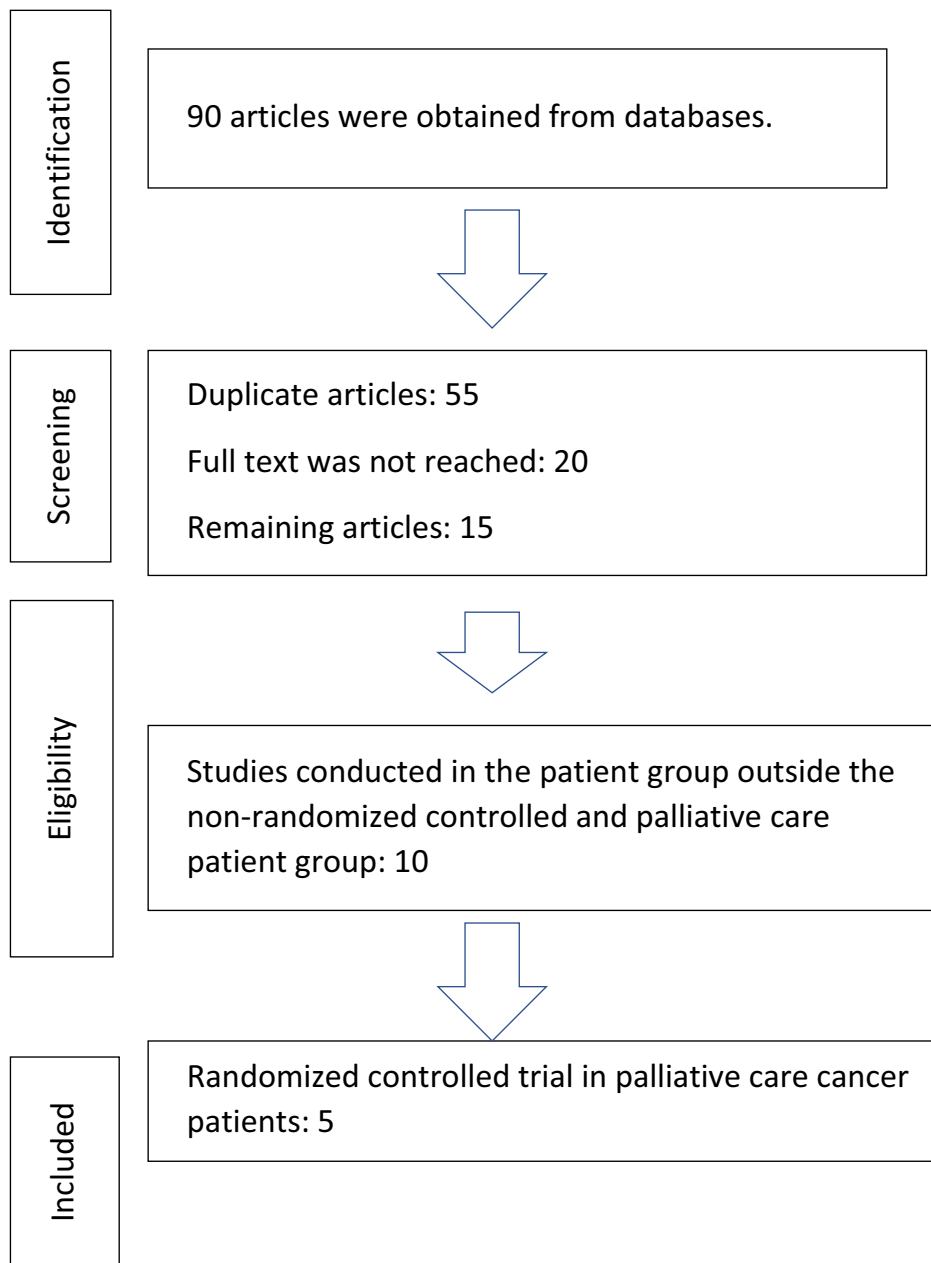 Identification
90 articles were obtained from databases.
Screening
Duplicate articles: 55
Full text was not reached: 20
Remaining articles: 15
Eligibility
Studies conducted in the patient group outside the
non-randomized controlled and palliative care
patient group: 10
Included
Randomized controlled trial in palliative care cancer
patients: 5